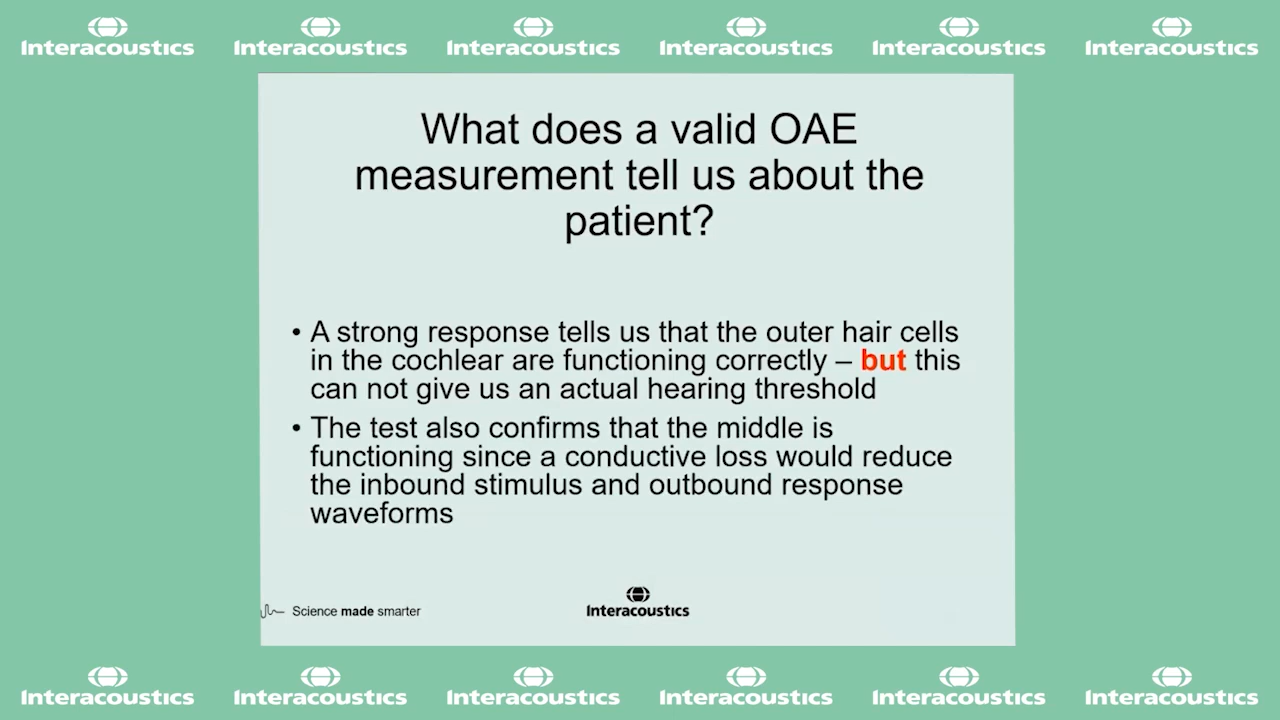 Interacoustics Interacoustics Interacoustics Interacoustics Interacoustics Interacoustics
What does a valid OAE
measurement tell us about the
patient?
• A strong response tells us that the outer hair cells
in the cochlear are functioning correctly – but this
can not give us an actual hearing threshold
• The test also confirms that the middle is
functioning since a conductive loss would reduce
the inbound stimulus and outbound response
waveforms
Science made smarter
Interacoustics
Interacoustics Interacoustics Interacoustics Interacoustics Interacoustics Interacoustics